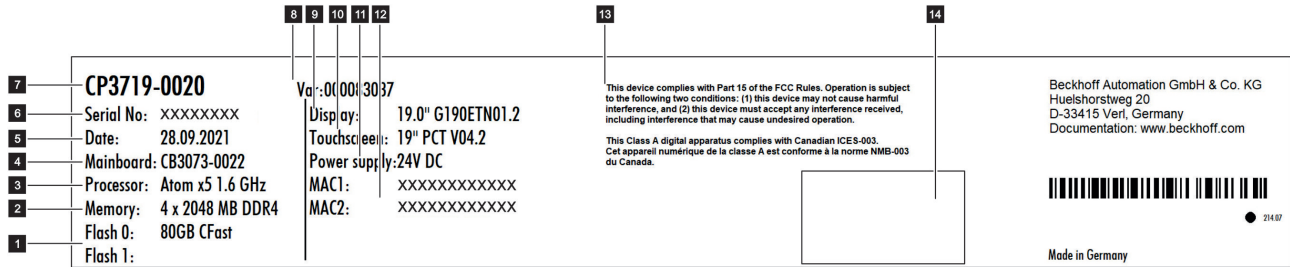 8 9 10 11 12 13 14
7 CP3719-0020 Var:000083087
6 Serial No: XXXXXXXX Display: 19.0" G190ETN01.2
5 Date: 28.09.2021 Touchscreen: 19" PCT V04.2
4 Mainboard: CB3073-0022 Power supply:24V DC
3 Processor: Atom x5 1.6 GHz MAC1: XXXXXXXXXXXX
2 Memory: 4 x 2048 MB DDR4 MAC2: XXXXXXXXXXXX
1 Flash 0: 80GB CFast
Flash 1:
This device complies with Part 15 of the FCC Rules. Operation is subject
to the following two conditions: (1) this device may not cause harmful
interference, and (2) this device must accept any interference received,
including interference that may cause undesired operation.
This Class A digital apparatus complies with Canadian ICES-003.
Cet appareil numérique de la classe A est conforme à la norme NMB-003
du Canada.
Beckhoff Automation GmbH & Co. KG
Huelshorstweg 20
D-33415 Verl, Germany
Documentation: www.beckhoff.com
214.07
Made in Germany